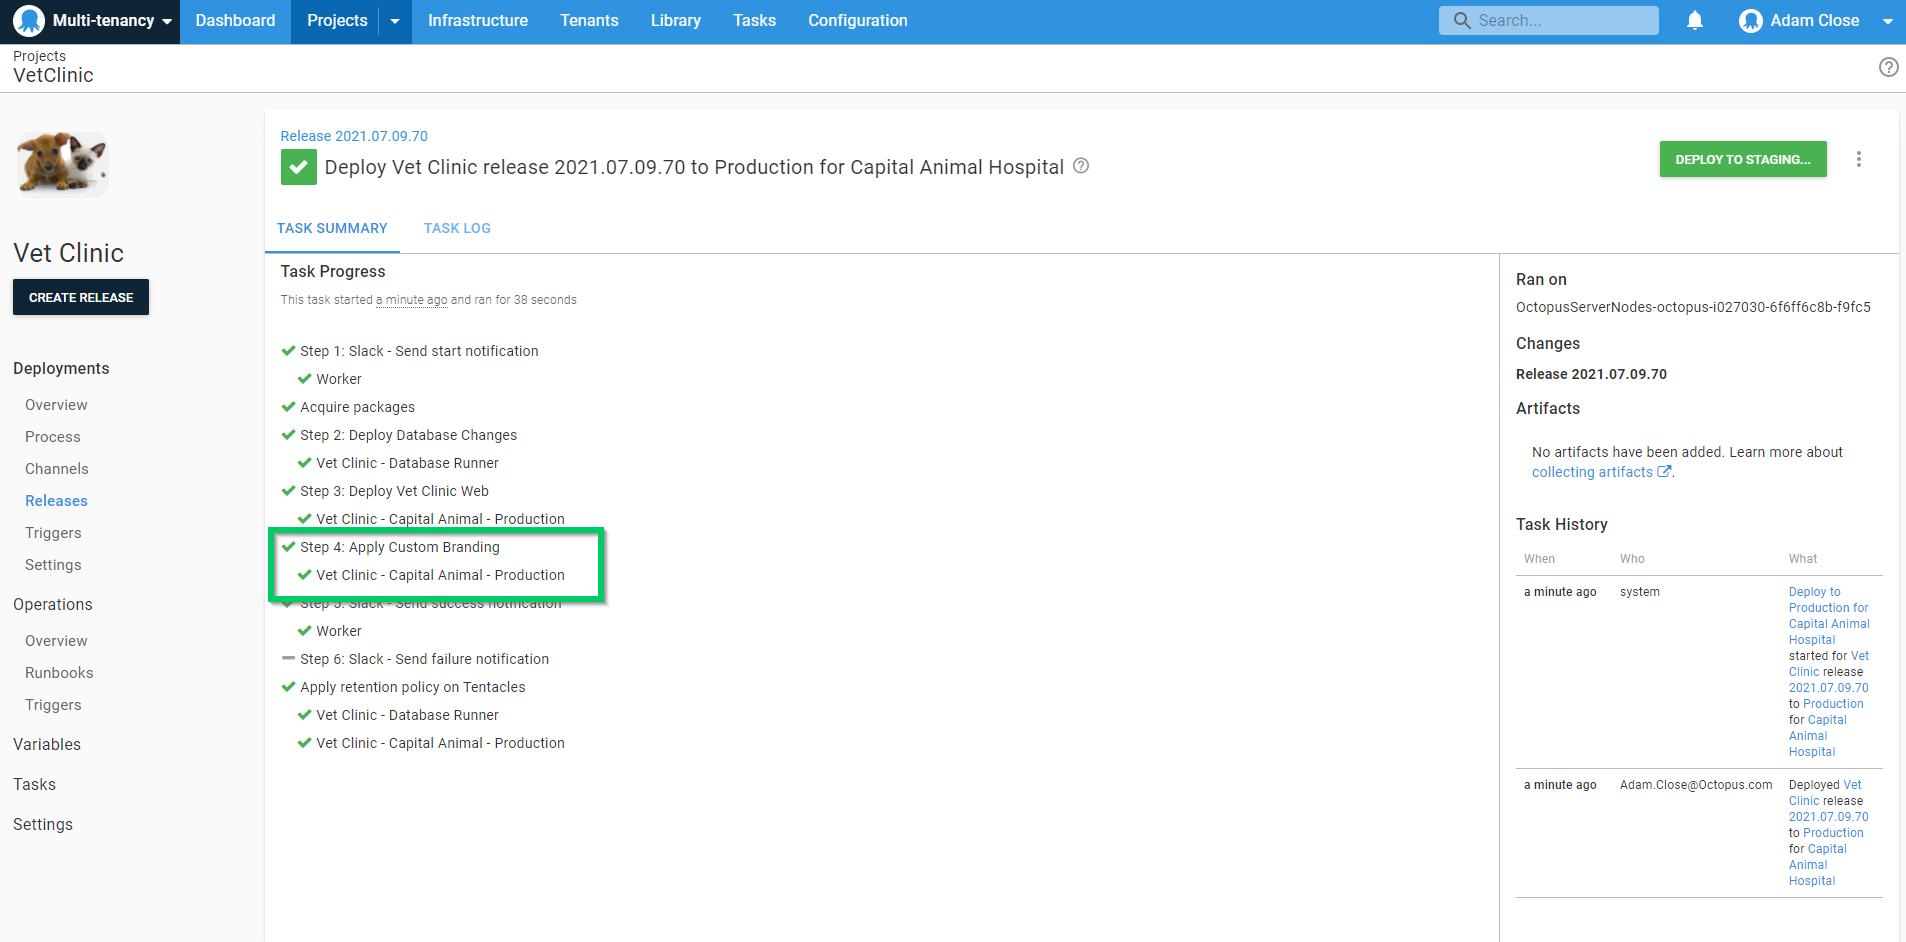 Multi-tenancy
Dashboard
Projects
Infrastructure
Tenants
Library
Tasks
Configuration
Search...
Adam Close
Projects
VetClinic
Vet Clinic
CREATE RELEASE
Deployments
Overview
Process
Channels
Releases
Triggers
Settings
Operations
Overview
Runbooks
Triggers
Variables
Tasks
Settings
Release 2021.07.09.70
Deploy Vet Clinic release 2021.07.09.70 to Production for Capital Animal Hospital
DEPLOY TO STAGING...
TASK SUMMARY
TASK LOG
Task Progress
This task started a minute ago and ran for 38 seconds
Step 1: Slack - Send start notification
Worker
Acquire packages
Step 2: Deploy Database Changes
Vet Clinic - Database Runner
Step 3: Deploy Vet Clinic Web
Vet Clinic - Capital Animal - Production
Step 4: Apply Custom Branding
Vet Clinic - Capital Animal - Production
Step 5: Slack - Send success notification
Worker
Step 6: Slack - Send failure notification
Apply retention policy on Tentacles
Vet Clinic - Database Runner
Vet Clinic - Capital Animal - Production
Ran on
OctopusServerNodes-octopus-i027030-6f6ff6c8b-f9fc5
Changes
Release 2021.07.09.70
Artifacts
No artifacts have been added. Learn more about
collecting artifacts.
Task History
When Who What
a minute ago system Deploy to
Production for
Capital Animal
Hospital
started for Vet
Clinic release
2021.07.09.70
to Production
for Capital
Animal
Hospital
a minute ago Adam.Close@Octopus.com Deployed Vet
Clinic release
2021.07.09.70
to Production
for Capital
Animal
Hospital